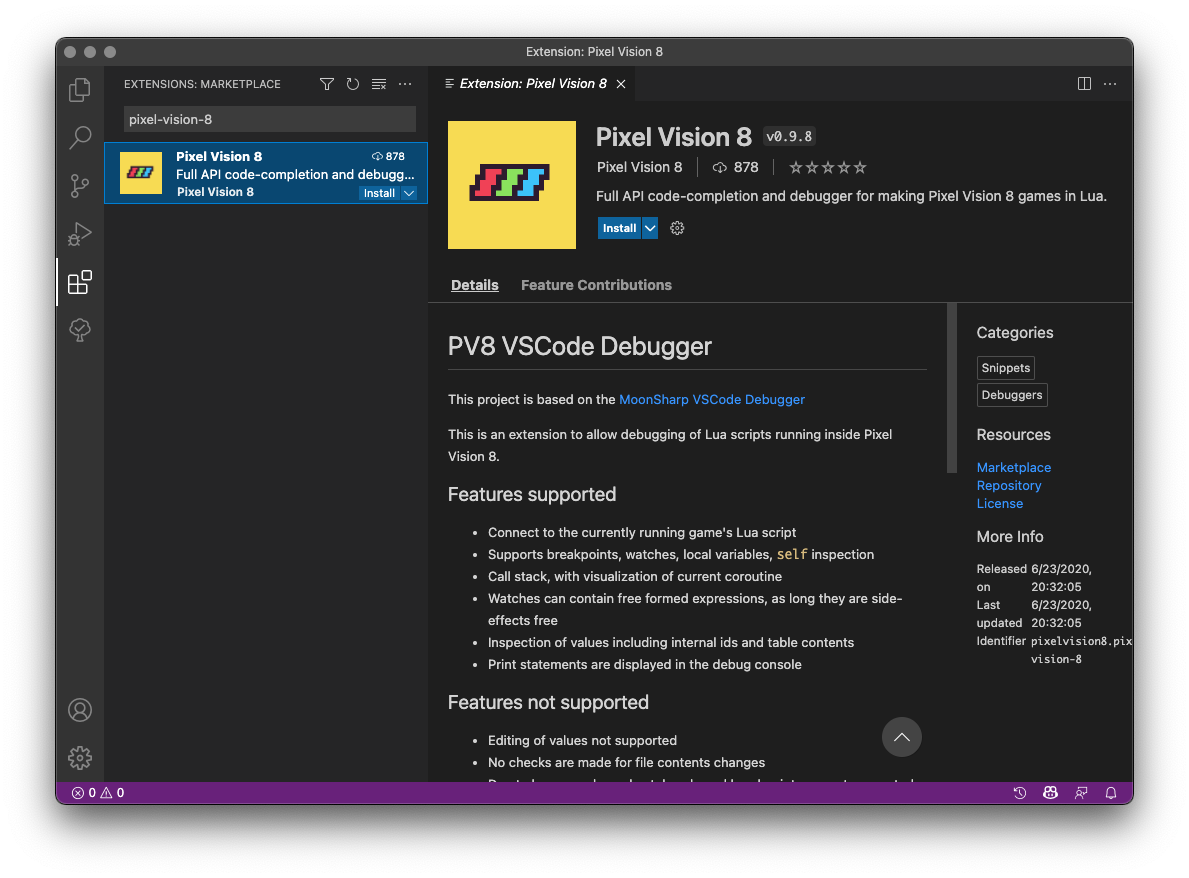 Extension: Pixel Vision 8
EXTENSIONS: MARKETPLACE
pixel-vision-8
Pixel Vision 8
878
Full API code-completion and debugg...
Pixel Vision 8
Install
Extension: Pixel Vision 8
Pixel Vision 8
v0.9.8
Pixel Vision 8
878
Full API code-completion and debugger for making Pixel Vision 8 games in Lua.
Install
Details
Feature Contributions
PV8 VSCode Debugger
This project is based on the MoonSharp VSCode Debugger
This is an extension to allow debugging of Lua scripts running inside Pixel
Vision 8.
Features supported
• Connect to the currently running game's Lua script
• Supports breakpoints, watches, local variables, self inspection
• Call stack, with visualization of current coroutine
• Watches can contain free formed expressions, as long they are side-
effects free
• Inspection of values including internal ids and table contents
• Print statements are displayed in the debug console
Features not supported
• Editing of values not supported
• No checks are made for file contents changes
Categories
Snippets
Debuggers
Resources
Marketplace
Repository
License
More Info
Released 6/23/2020,
on 20:32:05
Last 6/23/2020,
updated 20:32:05
Identifier pixelvision8.pix
vision-8
0 0